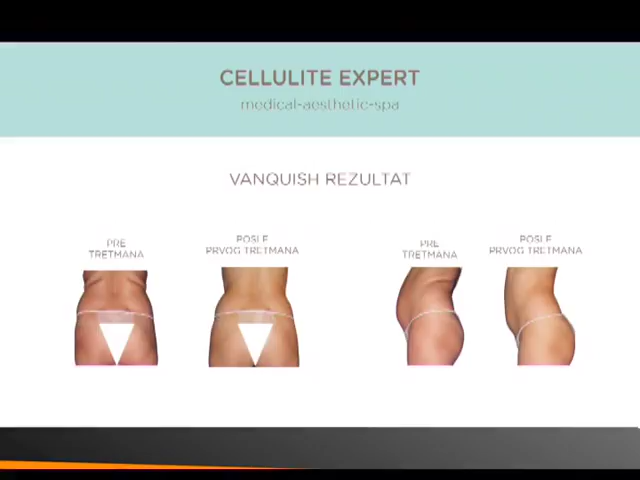 CELLULITE EXPERT
medical-aesthetic-spa
VANQUISH REZULTAT
PRE
TRETMANA
POSLE
PRVOG TRETMANA
PRE
TRETMANA
POSLE
PRVOG TRETMANA